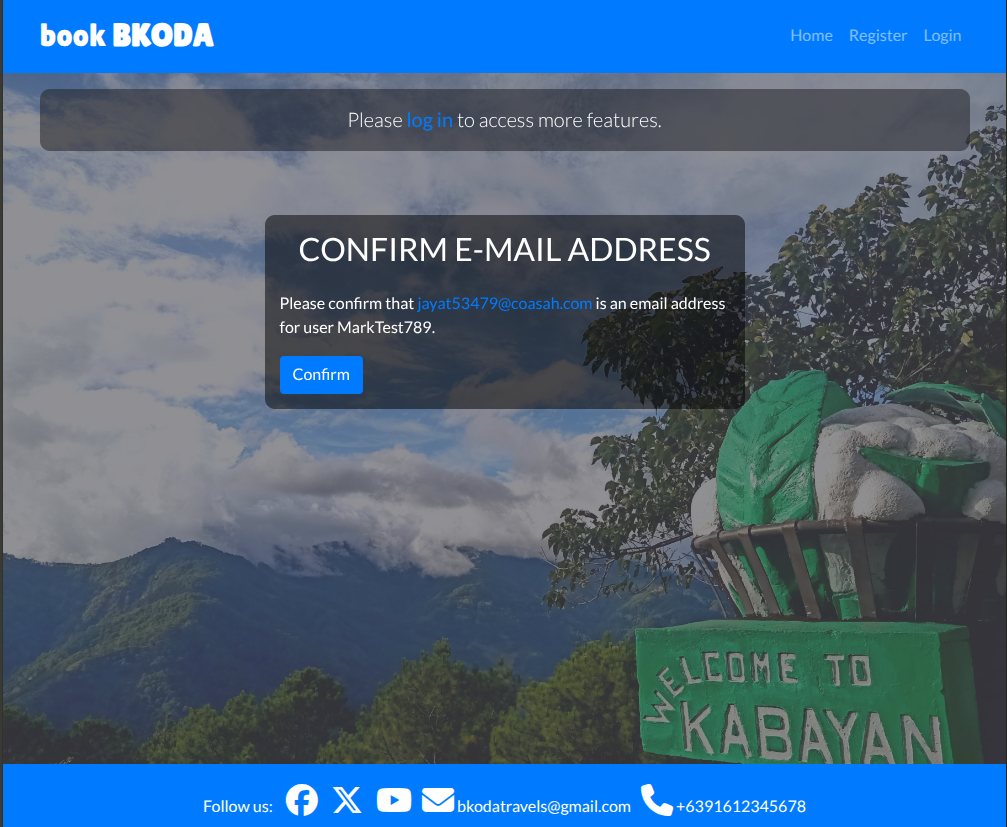 book BKODA
Home Register Login
Please log in to access more features.
CONFIRM E-MAIL ADDRESS
Please confirm that jayat53479@coasah.com is an email address
for user MarkTest789.
Confirm
WELCOME TO
KABAYAN
Follow us: bkodatravels@gmail.com +6391612345678